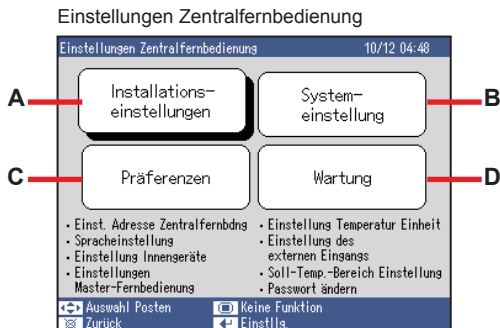 Einstellungen Zentralfernbedienung
Einstellungen Zentralfernbedienung 10/12 04:48
A
Installations-
einstellungen
System-
einstellung
B
C
Präferenzen
Wartung
D
• Einst. Adresse Zentralfernbdng
• Spracheinstellung
• Einstellung Innengeräte
• Einstellungen
Master-Fernbedienung
• Einstellung Temperatur Einheit
• Einstellung des
externen Eingangs
• Soll-Temp.-Bereich Einstellung
• Passwort ändern
Auswahl Posten
Keine Funktion
Zurück
Einstllg.